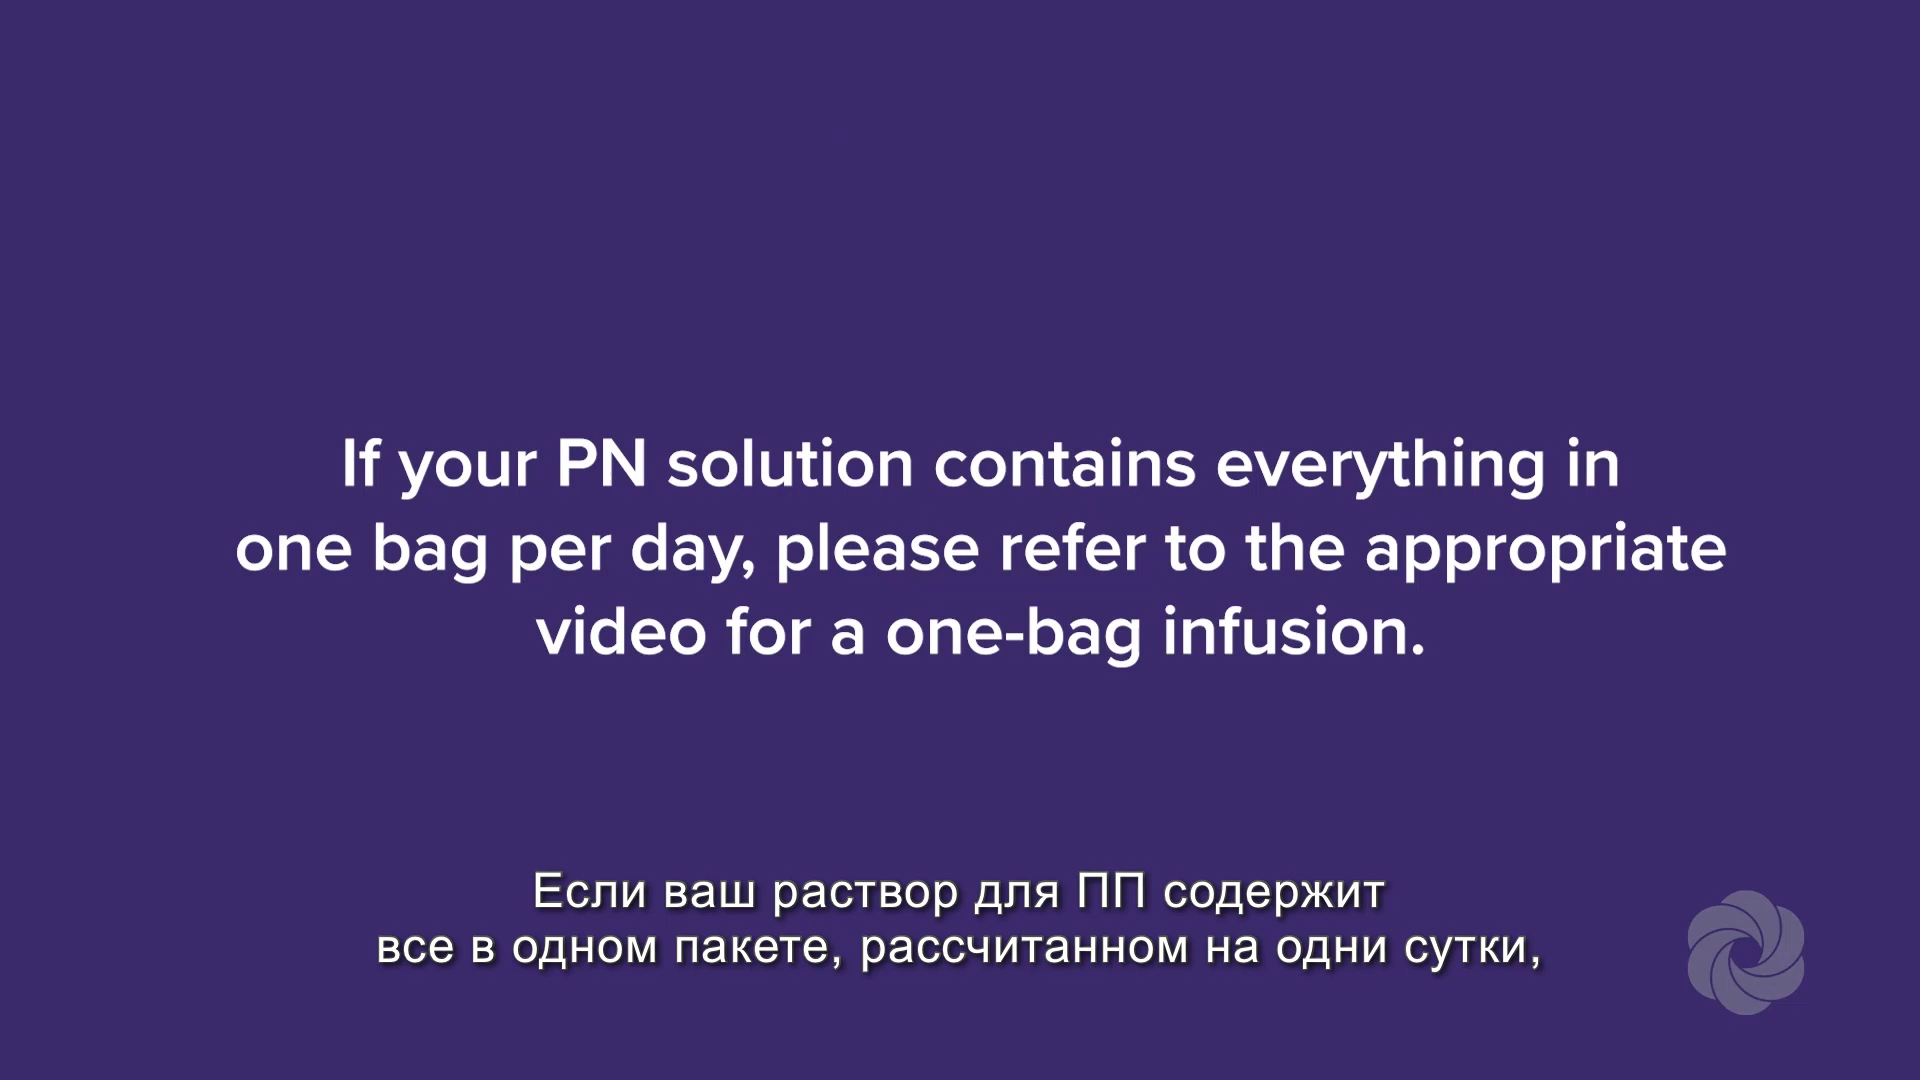 If your PN solution contains everything in
one bag per day, please refer to the appropriate
video for a one-bag infusion.
Если ваш раствор для ПП содержит
все в одном пакете, рассчитанном на одни сутки,